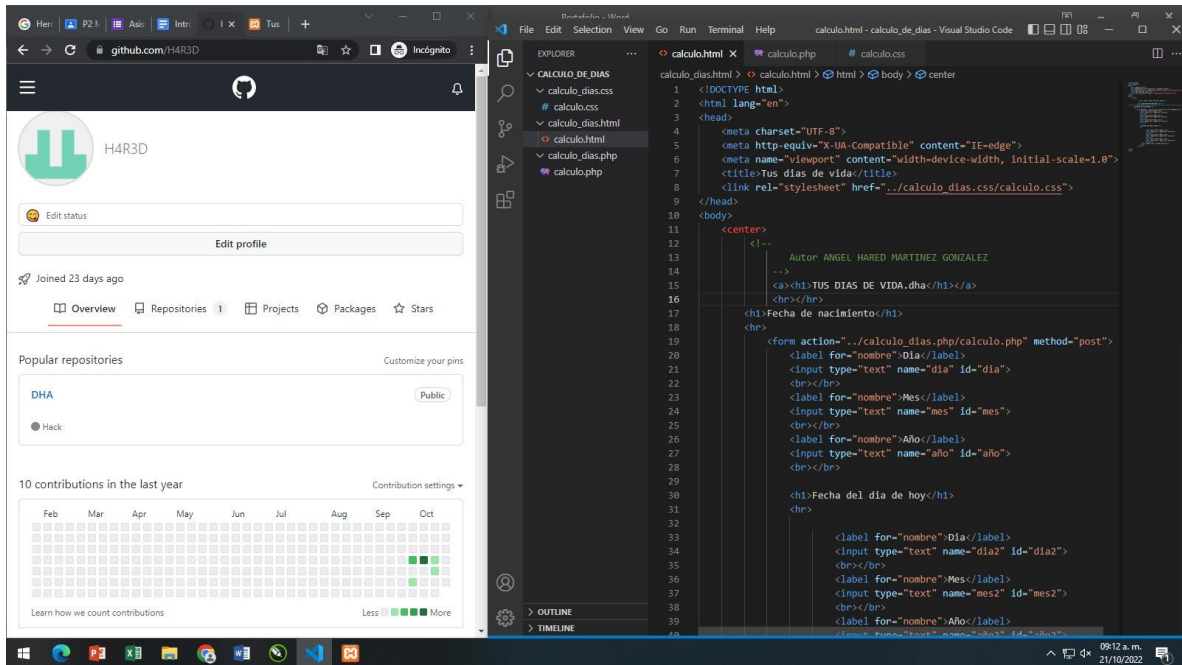 Herr
P2 N
Asis
Intro
I
Tus
github.com/H4R3D
Incógnito
H4R3D
Edit status
Edit profile
Joined 23 days ago
Overview Repositories 1 Projects Packages Stars
Popular repositories Customize your pins
DHA Public
Hack
10 contributions in the last year Contribution settings
Feb Mar Apr May Jun Jul Aug Sep Oct
Learn how we count contributions Less More
Portafolio - Word
File Edit Selection View Go Run Terminal Help calculo.html - calculo_de_dias - Visual Studio Code
EXPLORER ···
CALCULO_DE_DIAS
calculo_dias.css
# calculo.css
calculo_dias.html
calculo.html
calculo_dias.php
calculo.php
OUTLINE
TIMELINE
calculo.html calculo.php # calculo.css
calculo_dias.html > calculo.html > html > body > center
1 <!DOCTYPE html>
2 <html lang="en">
3 <head>
4 <meta charset="UTF-8">
5 <meta http-equiv="X-UA-Compatible" content="IE=edge">
6 <meta name="viewport" content="width=device-width, initial-scale=1.0">
7 <title>Tus dias de vida</title>
8 <link rel="stylesheet" href="../calculo_dias.css/calculo.css">
9 </head>
10 <body>
11 <center>
12 <!--
13 Autor ANGEL HARED MARTINEZ GONZALEZ
14 -->
15 <a><h1>TUS DIAS DE VIDA.dha</h1></a>
16 <hr></hr>
17 <h1>Fecha de nacimiento</h1>
18 <hr>
19 <form action="../calculo_dias.php/calculo.php" method="post">
20 <label for="nombre">Dia</label>
21 <input type="text" name="dia" id="dia">
22 <br></br>
23 <label for="nombre">Mes</label>
24 <input type="text" name="mes" id="mes">
25 <br></br>
26 <label for="nombre">Año</label>
27 <input type="text" name="año" id="año">
28 <br></br>
29
30 <h1>Fecha del dia de hoy</h1>
31 <hr>
32
33 <label for="nombre">Dia</label>
34 <input type="text" name="dia2" id="dia2">
35 <br></br>
36 <label for="nombre">Mes</label>
37 <input type="text" name="mes2" id="mes2">
38 <br></br>
39 <label for="nombre">Año</label>
40 <input type="text" name="año2" id="año2">
09:12 a. m.
21/10/2022